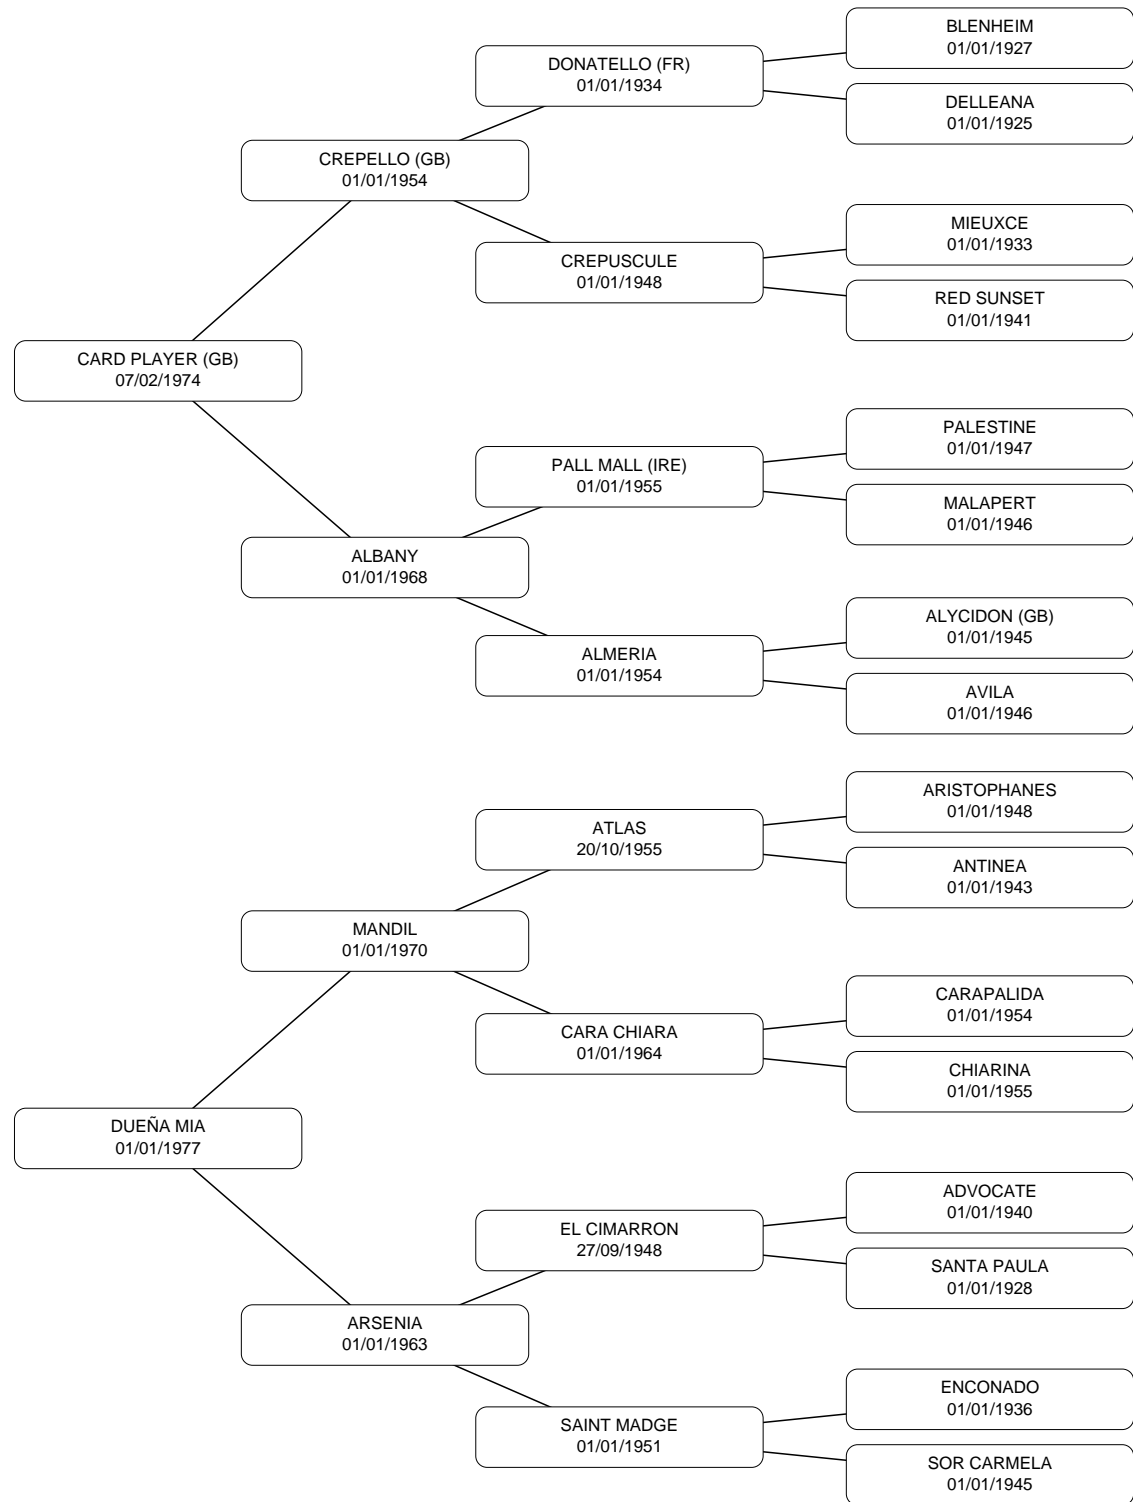 BLENHEIM
01/01/1927
DONATELLO (FR)
01/01/1934
DELLEANA
01/01/1925
CREPELLO (GB)
01/01/1954
MIEUXCE
01/01/1933
CREPUSCULE
01/01/1948
RED SUNSET
01/01/1941
CARD PLAYER (GB)
07/02/1974
PALESTINE
01/01/1947
PALL MALL (IRE)
01/01/1955
MALAPERT
01/01/1946
ALBANY
01/01/1968
ALYCIDON (GB)
01/01/1945
ALMERIA
01/01/1954
AVILA
01/01/1946
ARISTOPHANES
01/01/1948
ATLAS
20/10/1955
ANTINEA
01/01/1943
MANDIL
01/01/1970
CARAPALIDA
01/01/1954
CARA CHIARA
01/01/1964
CHIARINA
01/01/1955
DUEÑA MIA
01/01/1977
ADVOCATE
01/01/1940
EL CIMARRON
27/09/1948
SANTA PAULA
01/01/1928
ARSENIA
01/01/1963
ENCONADO
01/01/1936
SAINT MADGE
01/01/1951
SOR CARMELA
01/01/1945